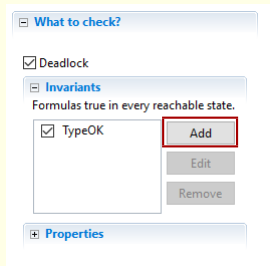 What to check?
Deadlock
Invariants
Formulas true in every reachable state.
TypeOK
Add
Edit
Remove
Properties